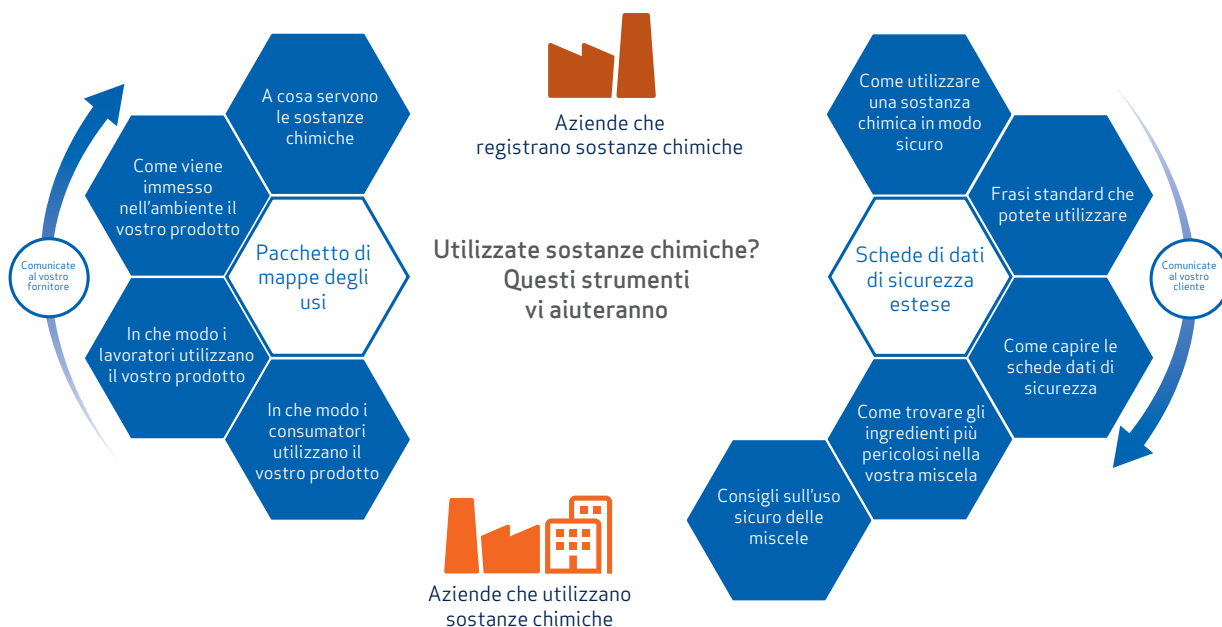 A cosa servono
le sostanze
chimiche
Come viene
immesso
nell'ambiente il
vostro prodotto
Comunicate
al vostro
fornitore
Pacchetto di
mappe degli
usi
In che modo i
lavoratori utilizzano
il vostro prodotto
In che modo i
consumatori
utilizzano il
vostro prodotto
Aziende che
registrano sostanze chimiche
Utilizzate sostanze chimiche?
Questi strumenti
vi aiuteranno
Aziende che utilizzano
sostanze chimiche
Come utilizzare
una sostanza
chimica in modo
sicuro
Frasi standard che
potete utilizzare
Schede di dati
di sicurezza
estese
Comunicate
al vostro
cliente
Come capire le
schede dati di
sicurezza
Come trovare gli
ingredienti più
pericolosi nella
vostra miscela
Consigli sull'uso
sicuro delle
miscele